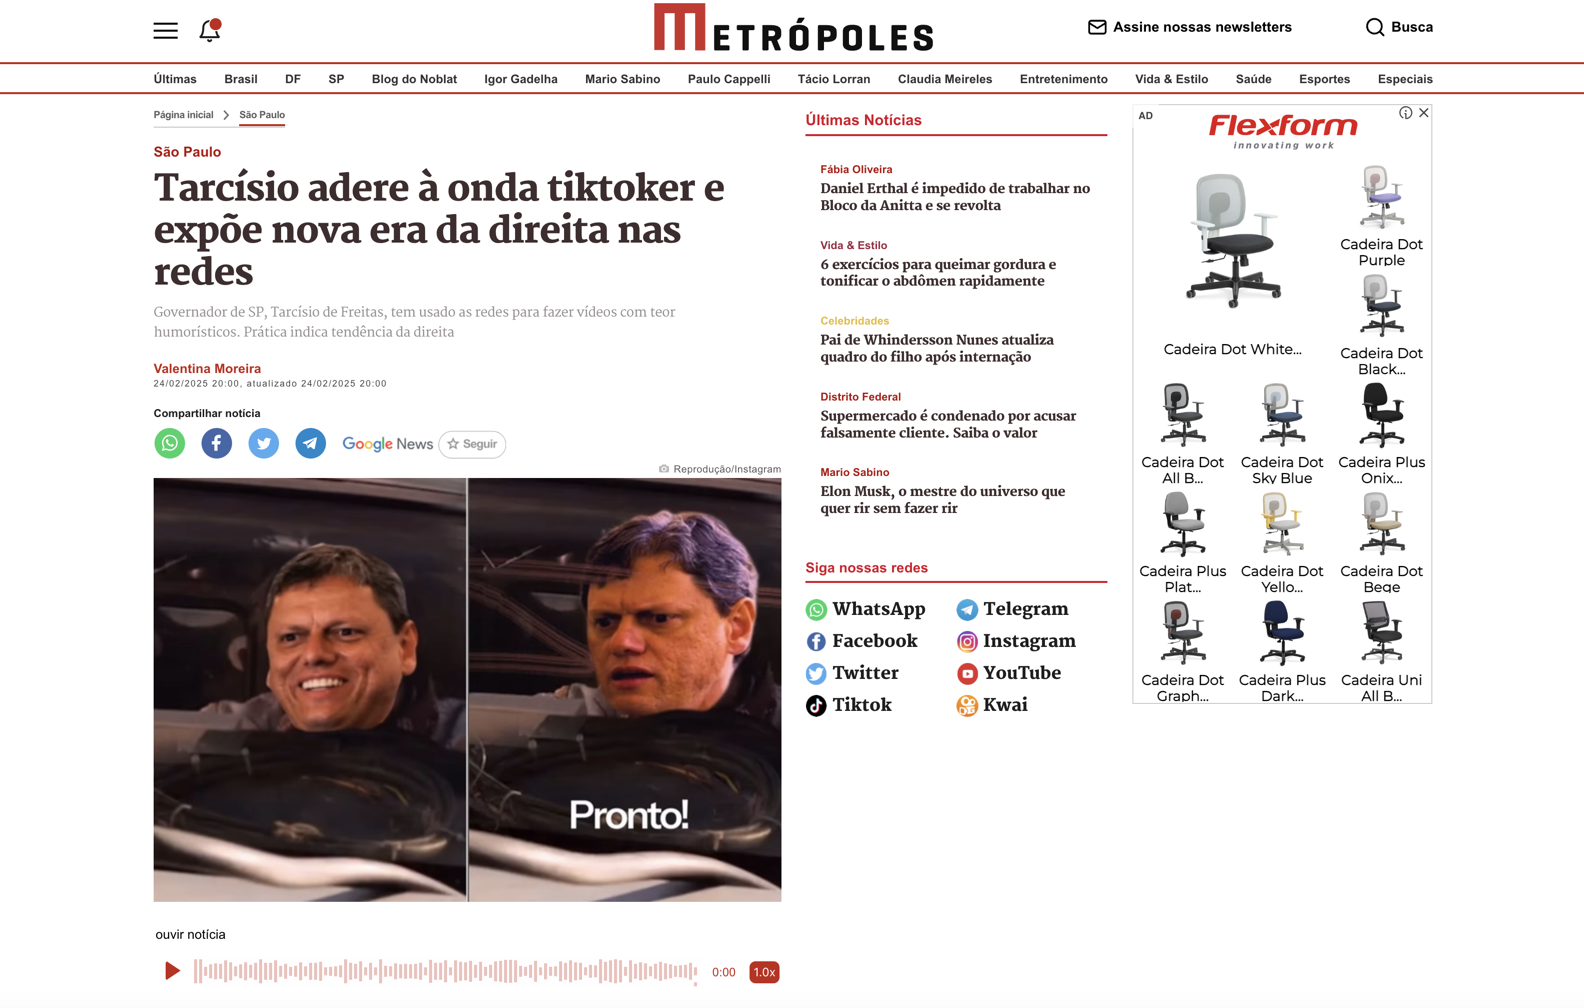 METRÓPOLES
Assine nossas newsletters
Busca
Últimas
Brasil
DF
SP
Blog do Noblat
Igor Gadelha
Mario Sabino
Paulo Cappelli
Tácio Lorran
Claudia Meireles
Entretenimento
Vida & Estilo
Saúde
Esportes
Especiais
Página inicial
São Paulo
São Paulo
Tarcísio adere à onda tiktoker e
expõe nova era da direita nas
redes
Governador de SP, Tarcísio de Freitas, tem usado as redes para fazer vídeos com teor
humorísticos. Prática indica tendência da direita
Valentina Moreira
24/02/2025 20:00, atualizado 24/02/2025 20:00
Compartilhar notícia
Google News
Seguir
Reprodução/Instagram
Pronto!
ouvir notícia
0:00
1.0x
Últimas Notícias
Fábia Oliveira
Daniel Erthal é impedido de trabalhar no
Bloco da Anitta e se revolta
Vida & Estilo
6 exercícios para queimar gordura e
tonificar o abdômen rapidamente
Celebridades
Pai de Whindersson Nunes atualiza
quadro do filho após internação
Distrito Federal
Supermercado é condenado por acusar
falsamente cliente. Saiba o valor
Mario Sabino
Elon Musk, o mestre do universo que
quer rir sem fazer rir
Siga nossas redes
WhatsApp
Telegram
Facebook
Instagram
Twitter
YouTube
Tiktok
Kwai
AD
Flexform
innovating work
Cadeira Dot White...
Cadeira Dot
Purple
Cadeira Dot
Black...
Cadeira Dot
All B...
Cadeira Dot
Sky Blue
Cadeira Plus
Onix...
Cadeira Plus
Plat...
Cadeira Dot
Yello...
Cadeira Dot
Bege
Cadeira Dot
Graph...
Cadeira Plus
Dark...
Cadeira Uni
All B...